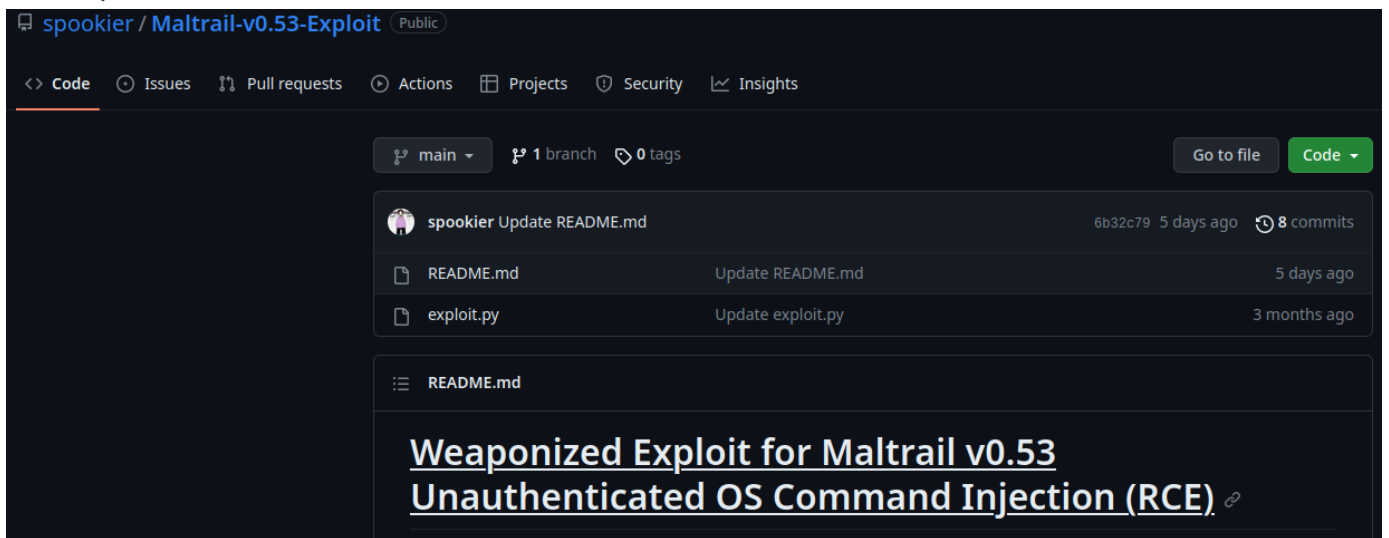 spookier / Maltrail-v0.53-Exploit Public
<> Code Issues Pull requests Actions Projects Security Insights
main 1 branch 0 tags Go to file Code
spookier Update README.md 6b32c79 5 days ago 8 commits
README.md Update README.md 5 days ago
exploit.py Update exploit.py 3 months ago
README.md
Weaponized Exploit for Maltrail v0.53
Unauthenticated OS Command Injection (RCE)